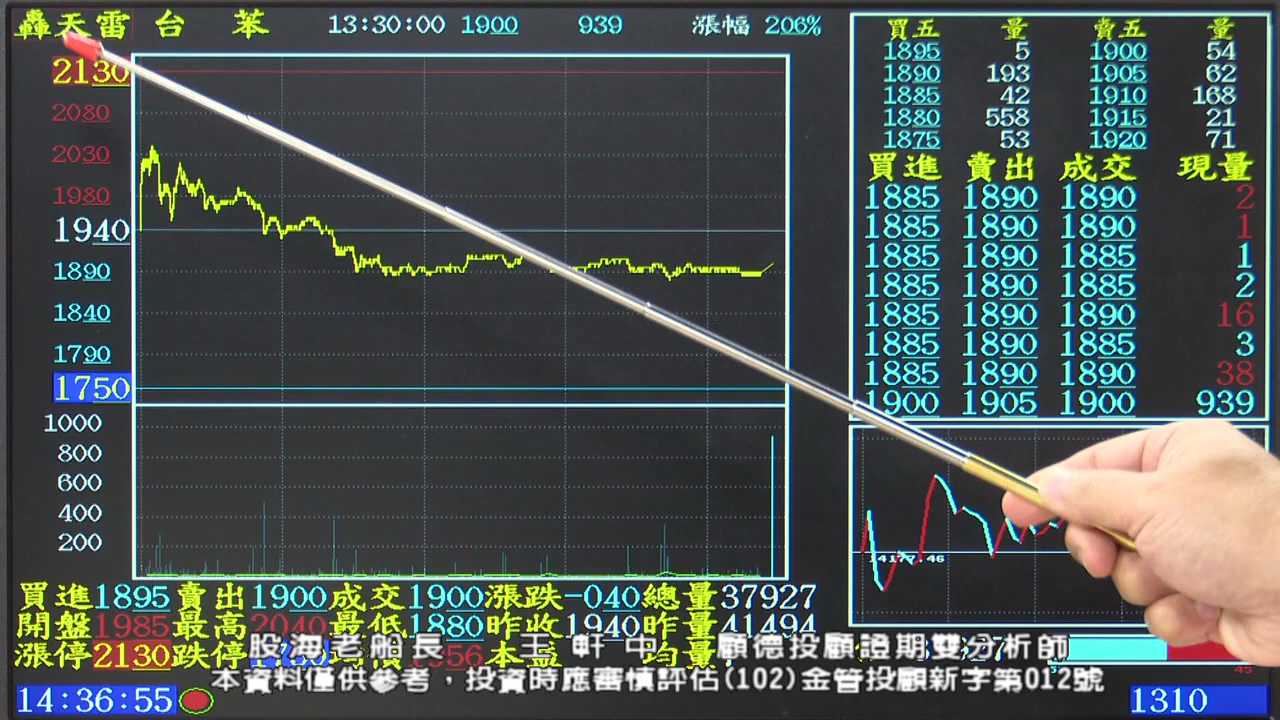 轟天雷 台 苯 13:30:00 1900 939 漲幅 206%
2130
2080
2030
1980
1940
1890
1840
1790
1750
1000
800
600
400
200
買五 量 賣五 量
1895 5 1900 54
1890 193 1905 62
1885 42 1910 168
1880 558 1915 21
1875 53 1920 71
買進 賣出 成交 現量
1885 1890 1890 2
1885 1890 1890 1
1885 1890 1885 1
1885 1890 1885 2
1885 1890 1890 16
1885 1890 1885 3
1885 1890 1890 38
1900 1905 1900 939
14177.46
買進1895賣出1900成交1900漲跌-040總量37927
開盤1985最高2040最低1880昨收1940昨量41494
漲停2130跌停 本益 均量
股海老船長 王軒中 顧德投顧證期雙分析師
本資料僅供參考，投資時應審慎評估(102)金管投顧新字第012號
45
14:36:55 1310